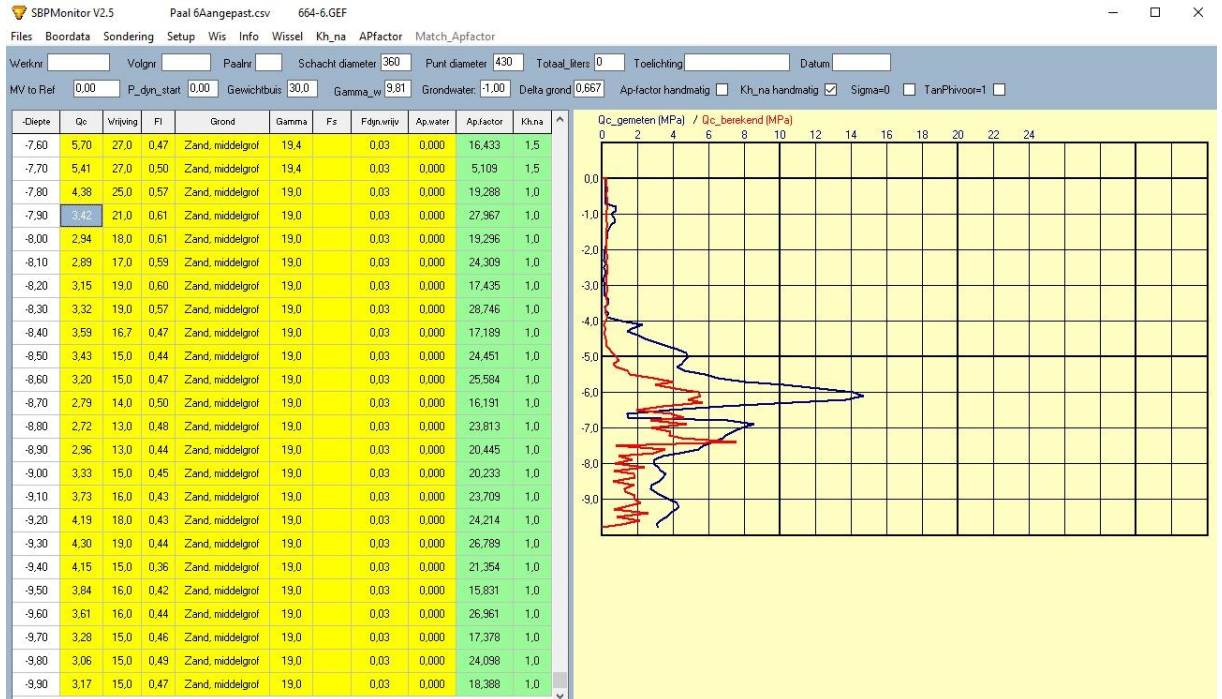 SBPMonitor V2.5 Paal 6Aangepast.csv 664-6.GEF
Files Boordata Sondering Setup Wis Info Wissel Kh_na APfactor Match_Apfactor
Werknr Volgnr Paalnr Schacht diameter 360 Punt diameter 430 Totaal_liters 0 Toelichting Datum
MV to Ref 0,00 P_dyn_start 0,00 Gewichtbuis 30,0 Gamma_w 9,81 Grondwater: -1,00 Delta grond 0,667 Ap-factor handmatig Kh_na handmatig Sigma=0 TanPhivoor=1
-Diepte Qc Wrijving Fl Grond Gamma Fs Fdyn.wrijv Ap.water Ap.factor Kh.na
-7,60 5,70 27,0 0,47 Zand, middelgrof 19,4 0,03 0,000 16,433 1,5
-7,70 5,41 27,0 0,50 Zand, middelgrof 19,4 0,03 0,000 5,109 1,5
-7,80 4,38 25,0 0,57 Zand, middelgrof 19,0 0,03 0,000 19,288 1,0
-7,90 3,42 21,0 0,61 Zand, middelgrof 19,0 0,03 0,000 27,967 1,0
-8,00 2,94 18,0 0,61 Zand, middelgrof 19,0 0,03 0,000 19,296 1,0
-8,10 2,89 17,0 0,59 Zand, middelgrof 19,0 0,03 0,000 24,309 1,0
-8,20 3,15 19,0 0,60 Zand, middelgrof 19,0 0,03 0,000 17,435 1,0
-8,30 3,32 19,0 0,57 Zand, middelgrof 19,0 0,03 0,000 28,746 1,0
-8,40 3,59 16,7 0,47 Zand, middelgrof 19,0 0,03 0,000 17,189 1,0
-8,50 3,43 15,0 0,44 Zand, middelgrof 19,0 0,03 0,000 24,451 1,0
-8,60 3,20 15,0 0,47 Zand, middelgrof 19,0 0,03 0,000 25,584 1,0
-8,70 2,79 14,0 0,50 Zand, middelgrof 19,0 0,03 0,000 16,191 1,0
-8,80 2,72 13,0 0,48 Zand, middelgrof 19,0 0,03 0,000 23,813 1,0
-8,90 2,96 13,0 0,44 Zand, middelgrof 19,0 0,03 0,000 20,445 1,0
-9,00 3,33 15,0 0,45 Zand, middelgrof 19,0 0,03 0,000 20,233 1,0
-9,10 3,73 16,0 0,43 Zand, middelgrof 19,0 0,03 0,000 23,709 1,0
-9,20 4,19 18,0 0,43 Zand, middelgrof 19,0 0,03 0,000 24,214 1,0
-9,30 4,30 19,0 0,44 Zand, middelgrof 19,0 0,03 0,000 26,789 1,0
-9,40 4,15 15,0 0,36 Zand, middelgrof 19,0 0,03 0,000 21,354 1,0
-9,50 3,84 16,0 0,42 Zand, middelgrof 19,0 0,03 0,000 15,831 1,0
-9,60 3,61 16,0 0,44 Zand, middelgrof 19,0 0,03 0,000 26,961 1,0
-9,70 3,28 15,0 0,46 Zand, middelgrof 19,0 0,03 0,000 17,378 1,0
-9,80 3,06 15,0 0,49 Zand, middelgrof 19,0 0,03 0,000 24,098 1,0
-9,90 3,17 15,0 0,47 Zand, middelgrof 19,0 0,03 0,000 18,388 1,0
Qc_gemeten (MPa) / Qc_berekend (MPa)
0 2 4 6 8 10 12 14 16 18 20 22 24
0,0
-1,0
-2,0
-3,0
-4,0
-5,0
-6,0
-7,0
-8,0
-9,0